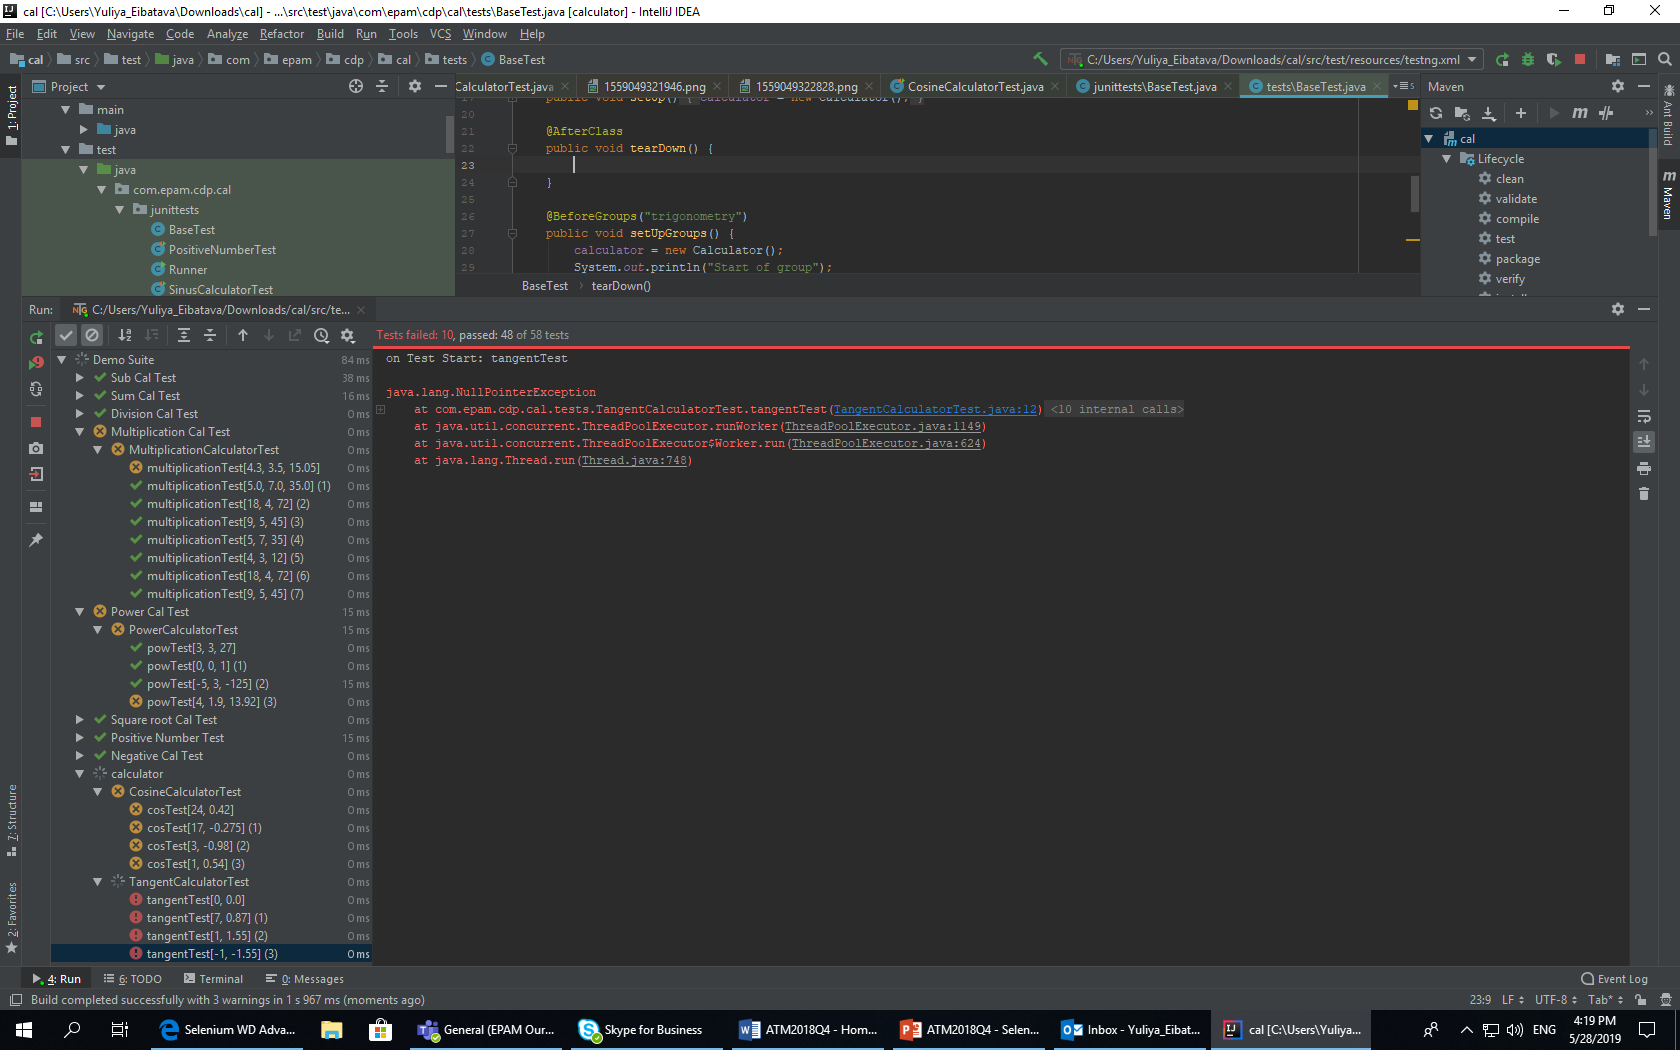 cal [C:\Users\Yuliya_Eibatava\Downloads\cal] - ...\src\test\java\com\epam\cdp\cal\tests\BaseTest.java [calculator] - IntelliJ IDEA
File Edit View Navigate Code Analyze Refactor Build Run Tools VCS Window Help
cal src test java com epam cdp cal tests BaseTest
C:/Users/Yuliya_Eibatava/Downloads/cal/src/test/resources/testng.xml
1: Project
Project
CalculatorTest.java 1559049321946.png 1559049322828.png CosineCalculatorTest.java junittests\BaseTest.java tests\BaseTest.java
Maven
main
java
test
java
com.epam.cdp.cal
junittests
BaseTest
PositiveNumberTest
Runner
SinusCalculatorTest
20
21 @AfterClass
22 public void tearDown() {
23
24 }
25
26 @BeforeGroups("trigonometry")
27 public void setUpGroups() {
28 calculator = new Calculator();
29 System.out.println("Start of group");
BaseTest tearDown()
cal
Lifecycle
clean
validate
compile
test
package
verify
Ant Build
Maven
Run: C:/Users/Yuliya_Eibatava/Downloads/cal/src/te...
Tests failed: 10, passed: 48 of 58 tests
Demo Suite 84 ms
Sub Cal Test 38 ms
Sum Cal Test 16 ms
Division Cal Test 0 ms
Multiplication Cal Test 0 ms
MultiplicationCalculatorTest 0 ms
multiplicationTest[4.3, 3.5, 15.05] 0 ms
multiplicationTest[5.0, 7.0, 35.0] (1) 0 ms
multiplicationTest[18, 4, 72] (2) 0 ms
multiplicationTest[9, 5, 45] (3) 0 ms
multiplicationTest[5, 7, 35] (4) 0 ms
multiplicationTest[4, 3, 12] (5) 0 ms
multiplicationTest[18, 4, 72] (6) 0 ms
multiplicationTest[9, 5, 45] (7) 0 ms
Power Cal Test 15 ms
PowerCalculatorTest 15 ms
powTest[3, 3, 27] 0 ms
powTest[0, 0, 1] (1) 0 ms
powTest[-5, 3, -125] (2) 15 ms
powTest[4, 1.9, 13.92] (3) 0 ms
Square root Cal Test 0 ms
Positive Number Test 15 ms
Negative Cal Test 0 ms
calculator 0 ms
CosineCalculatorTest 0 ms
cosTest[24, 0.42] 0 ms
cosTest[17, -0.275] (1) 0 ms
cosTest[3, -0.98] (2) 0 ms
cosTest[1, 0.54] (3) 0 ms
TangentCalculatorTest 0 ms
tangentTest[0, 0.0] 0 ms
tangentTest[7, 0.87] (1) 0 ms
tangentTest[1, 1.55] (2) 0 ms
tangentTest[-1, -1.55] (3) 0 ms
on Test Start: tangentTest
java.lang.NullPointerException
at com.epam.cdp.cal.tests.TangentCalculatorTest.tangentTest(TangentCalculatorTest.java:12) <10 internal calls>
at java.util.concurrent.ThreadPoolExecutor.runWorker(ThreadPoolExecutor.java:1149)
at java.util.concurrent.ThreadPoolExecutor$Worker.run(ThreadPoolExecutor.java:624)
at java.lang.Thread.run(Thread.java:748)
7: Structure
2: Favorites
4: Run 6: TODO Terminal 0: Messages Event Log
Build completed successfully with 3 warnings in 1 s 967 ms (moments ago) 23:9 LF UTF-8 Tab*
Selenium WD Adva... General (EPAM Our... Skype for Business ATM2018Q4 - Hom... ATM2018Q4 - Selen... Inbox - Yuliya_Eibat... cal [C:\Users\Yuliya... ENG
4:19 PM
5/28/2019